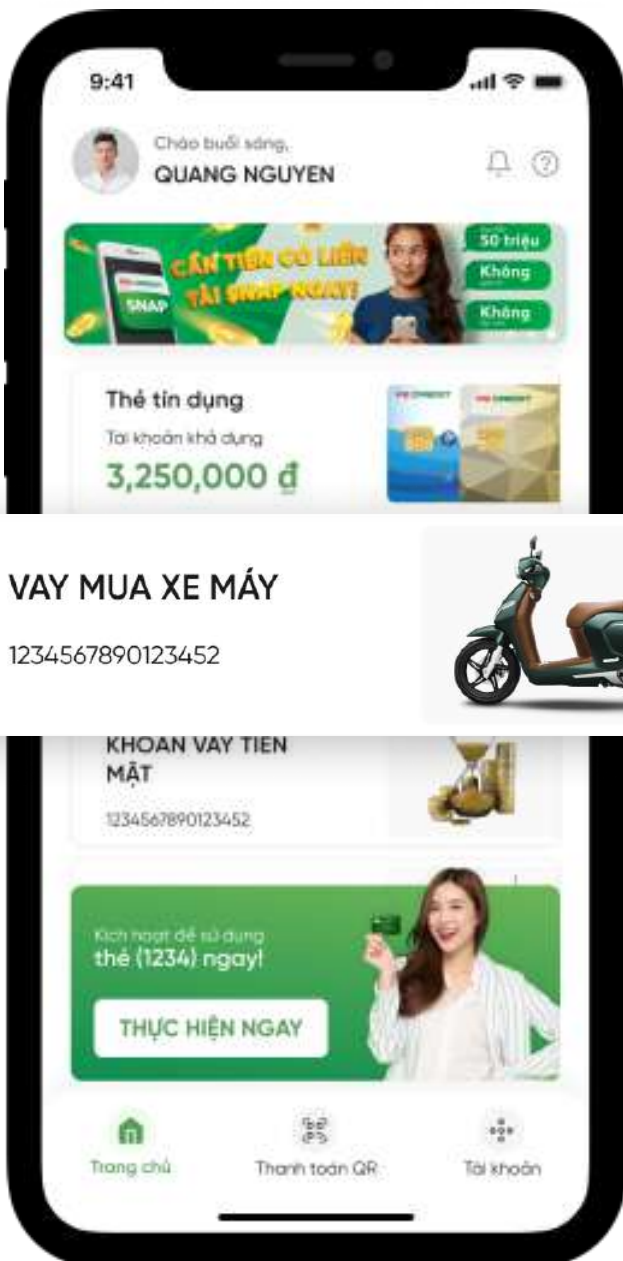 9:41
Chào buổi sáng,
QUANG NGUYEN
CẦN TIỀN CÓ LIỀN
TẢI SNAP NGAY!
SNAP
50 triệu
Không
Không
Thẻ tín dụng
Tài khoản khả dụng
3,250,000 đ
VAY MUA XE MÁY
1234567890123452
KHOẢN VAY TIỀN
MẶT
1234567890123452
Kích hoạt để sử dụng
thẻ (1234) ngay!
THỰC HIỆN NGAY
Trang chủ
Thanh toán QR
Tài khoản